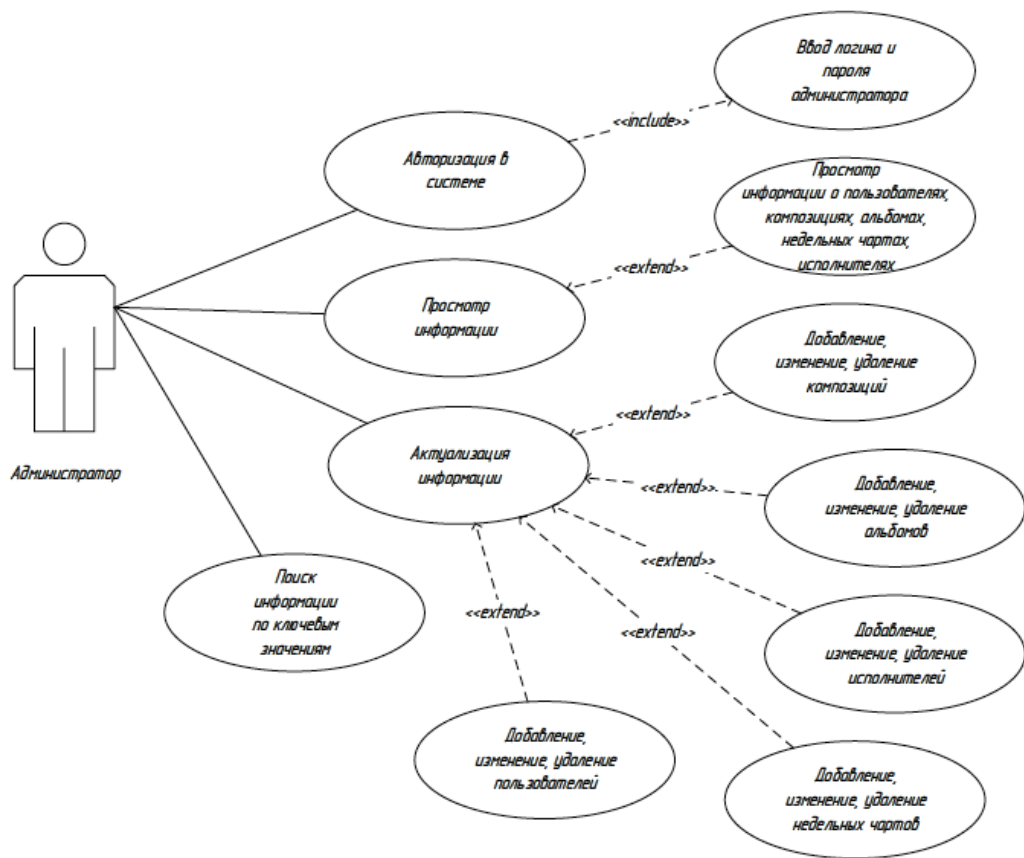 Ввод логина и
пароля
администратора
<<include>>
Авторизация в
системе
Просмотр
информации о пользователях,
композициях, альбомах,
недельных чартах,
исполнителях
<<extend>>
Просмотр
информации
Добавление,
изменение, удаление
композиций
<<extend>>
Актуализация
информации
Администратор
<<extend>>
Добавление,
изменение, удаление
альбомов
<<extend>>
Поиск
информации
по ключевым
значениям
<<extend>>
<<extend>>
Добавление,
изменение, удаление
исполнителей
Добавление,
изменение, удаление
пользователей
Добавление,
изменение, удаление
недельных чартов